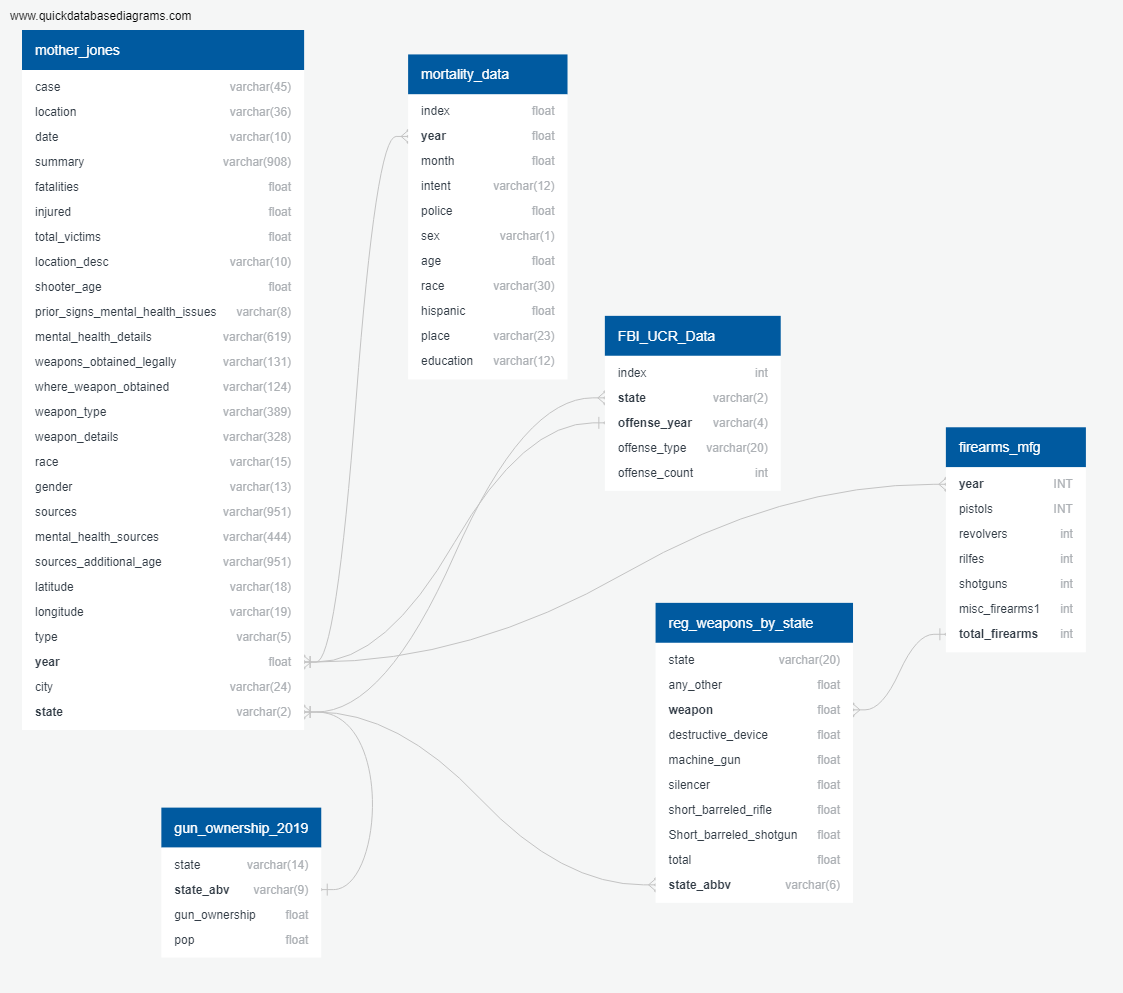 www.quickdatabasediagrams.com
mother_jones
case varchar(45)
location varchar(36)
date varchar(10)
summary varchar(908)
fatalities float
injured float
total_victims float
location_desc varchar(10)
shooter_age float
prior_signs_mental_health_issues varchar(8)
mental_health_details varchar(619)
weapons_obtained_legally varchar(131)
where_weapon_obtained varchar(124)
weapon_type varchar(389)
weapon_details varchar(328)
race varchar(15)
gender varchar(13)
sources varchar(951)
mental_health_sources varchar(444)
sources_additional_age varchar(951)
latitude varchar(18)
longitude varchar(19)
type varchar(5)
year float
city varchar(24)
state varchar(2)
mortality_data
index float
year float
month float
intent varchar(12)
police float
sex varchar(1)
age float
race varchar(30)
hispanic float
place varchar(23)
education varchar(12)
FBI_UCR_Data
index int
state varchar(2)
offense_year varchar(4)
offense_type varchar(20)
offense_count int
firearms_mfg
year INT
pistols INT
revolvers int
rilfes int
shotguns int
misc_firearms1 int
total_firearms int
reg_weapons_by_state
state varchar(20)
any_other float
weapon float
destructive_device float
machine_gun float
silencer float
short_barreled_rifle float
Short_barreled_shotgun float
total float
state_abbv varchar(6)
gun_ownership_2019
state varchar(14)
state_abv varchar(9)
gun_ownership float
pop float